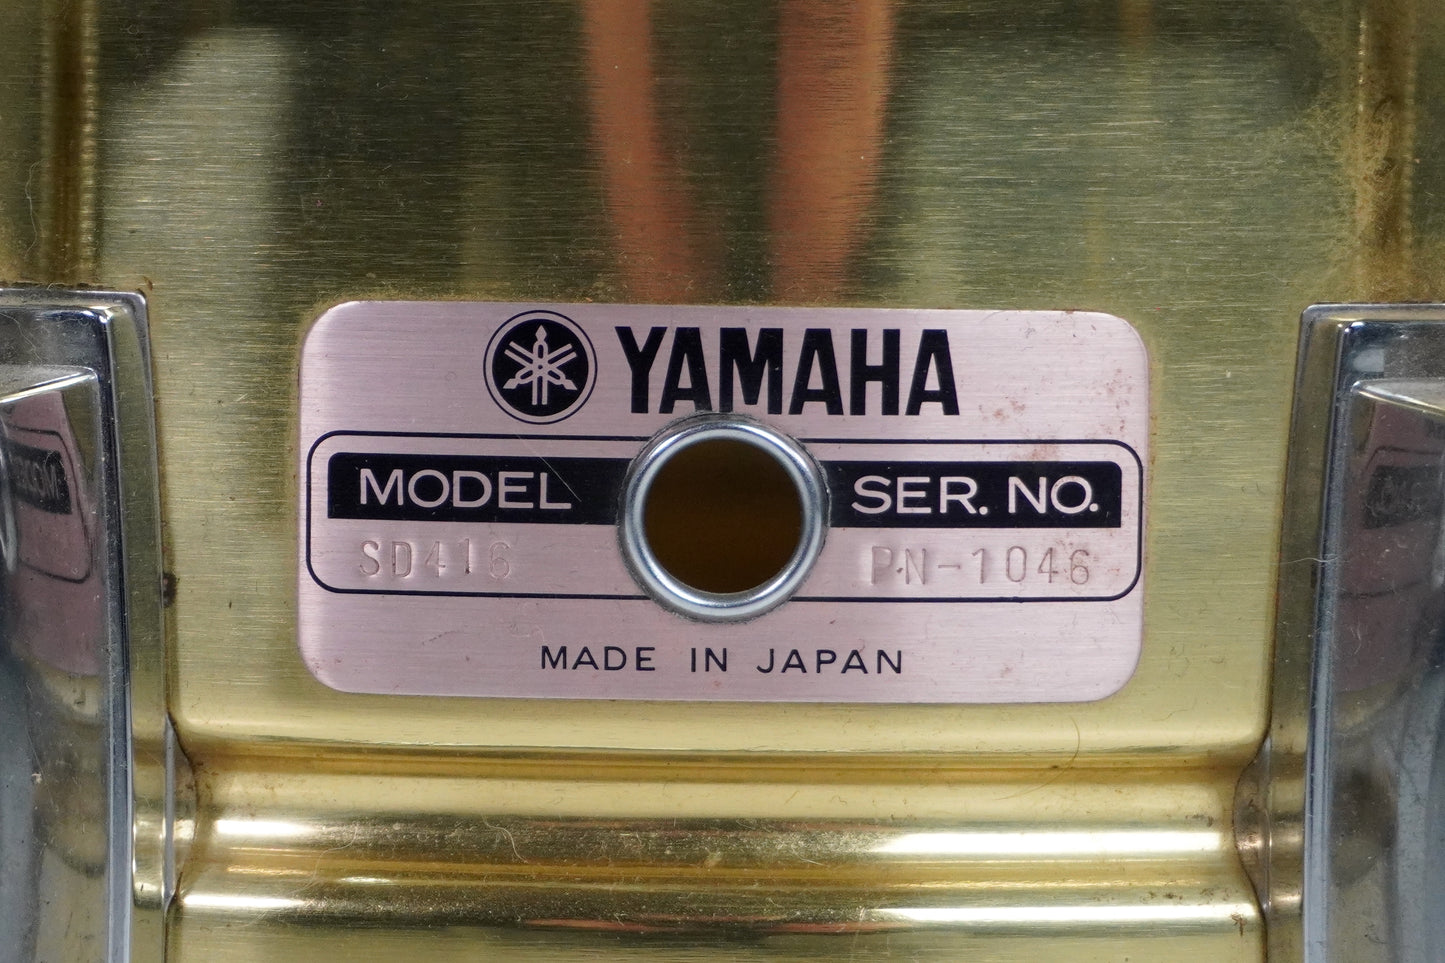 YAMAHA
MODEL SER. NO.
SD416 PN-1046
MADE IN JAPAN